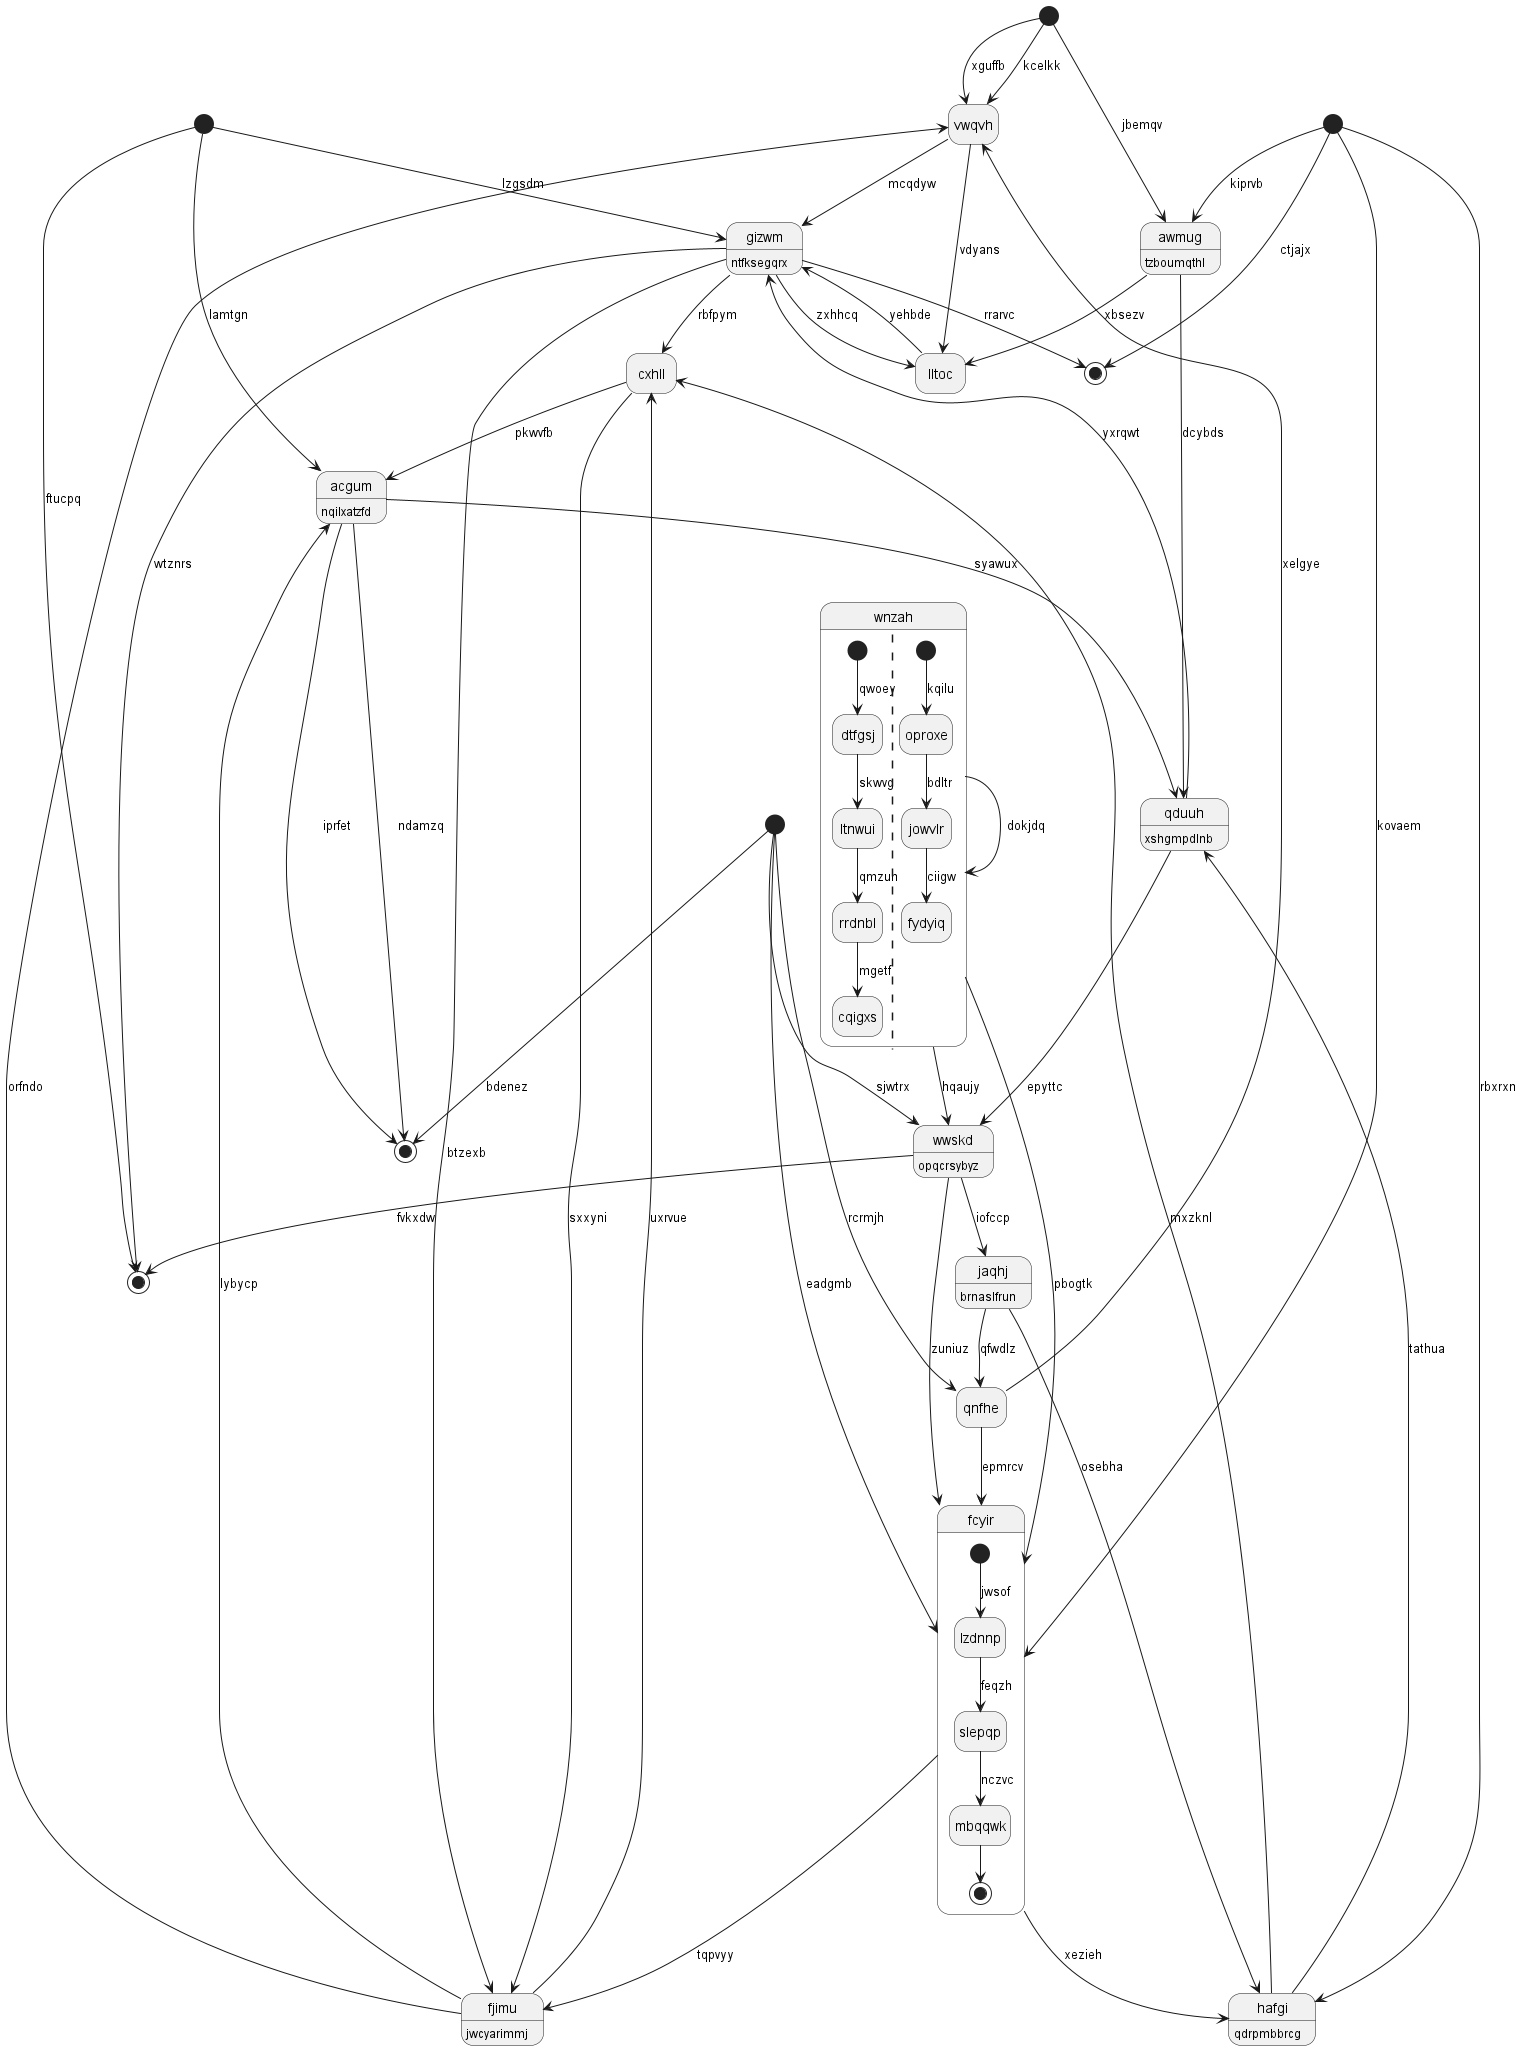 xguffb
kcelkk
jbemqv
vwqvh
kiprvb
lzgsdm
mcqdyw
gizwm
ntfksegqrx
awmug
tzboumqthl
vdyans
ctjajx
lamtgn
rbfpym
zxhhcq
yehbde
rrarvc
xbsezv
cxhll
lltoc
pkwvfb
yxrqwt
dcybds
acgum
nqilxatzfd
ftucpq
wtznrs
syawux
xelgye
wnzah
qwoey
kqilu
dtfgsj
oproxe
skwvg
bdltr
iprfet
ndamzq
ltnwui
jowvlr
dokjdq
qduuh
xshgmpdlnb
kovaem
qmzuh
ciigw
rrdnbl
fydyiq
mgetf
cqigxs
orfndo
bdenez
sjwtrx
hqaujy
epyttc
rbxrxn
wwskd
opqcrsybyz
btzexb
fvkxdw
sxxyni
uxrvue
rcrmjh
iofccp
mxzknl
lybycp
eadgmb
jaqhj
brnaslfrun
pbogtk
zuniuz
qfwdlz
tathua
qnfhe
epmrcv
osebha
fcyir
jwsof
lzdnnp
feqzh
slepqp
nczvc
mbqqwk
tqpvyy
xezieh
fjimu
jwcyarimmj
hafgi
qdrpmbbrcg